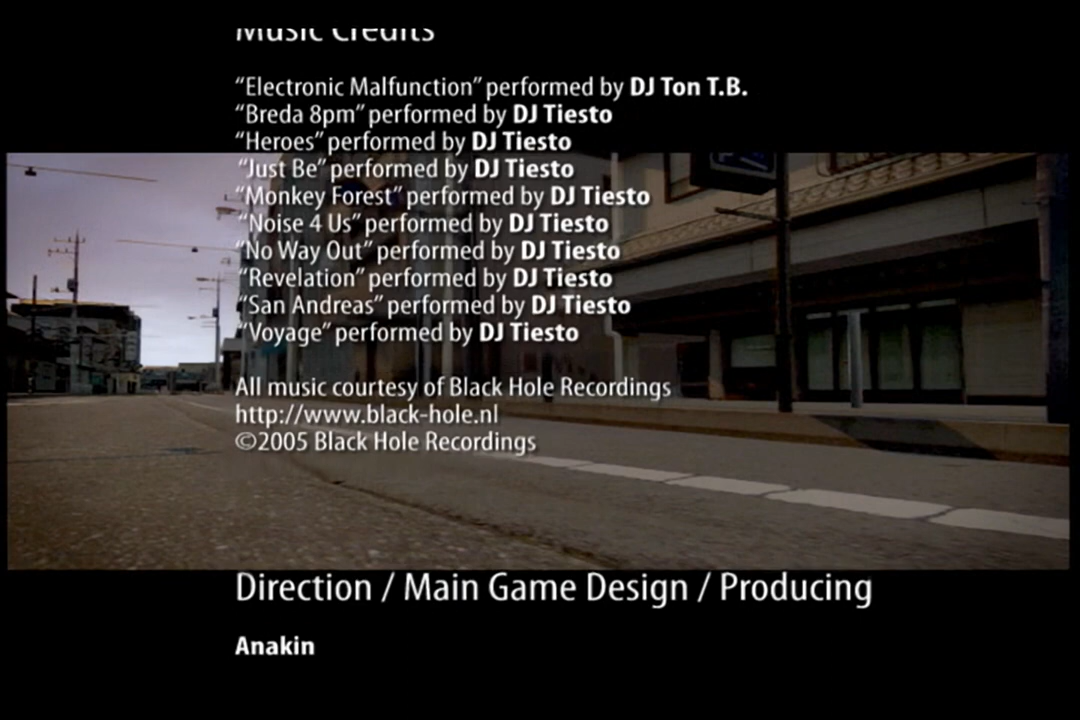 Music Credits
“Electronic Malfunction” performed by DJ Ton T.B.
“Breda 8pm” performed by DJ Tiesto
“Heroes” performed by DJ Tiesto
“Just Be” performed by DJ Tiesto
“Monkey Forest” performed by DJ Tiesto
“Noise 4 Us” performed by DJ Tiesto
“No Way Out” performed by DJ Tiesto
“Revelation” performed by DJ Tiesto
“San Andreas” performed by DJ Tiesto
“Voyage” performed by DJ Tiesto
All music courtesy of Black Hole Recordings
http://www.black-hole.nl
©2005 Black Hole Recordings
Direction / Main Game Design / Producing
Anakin